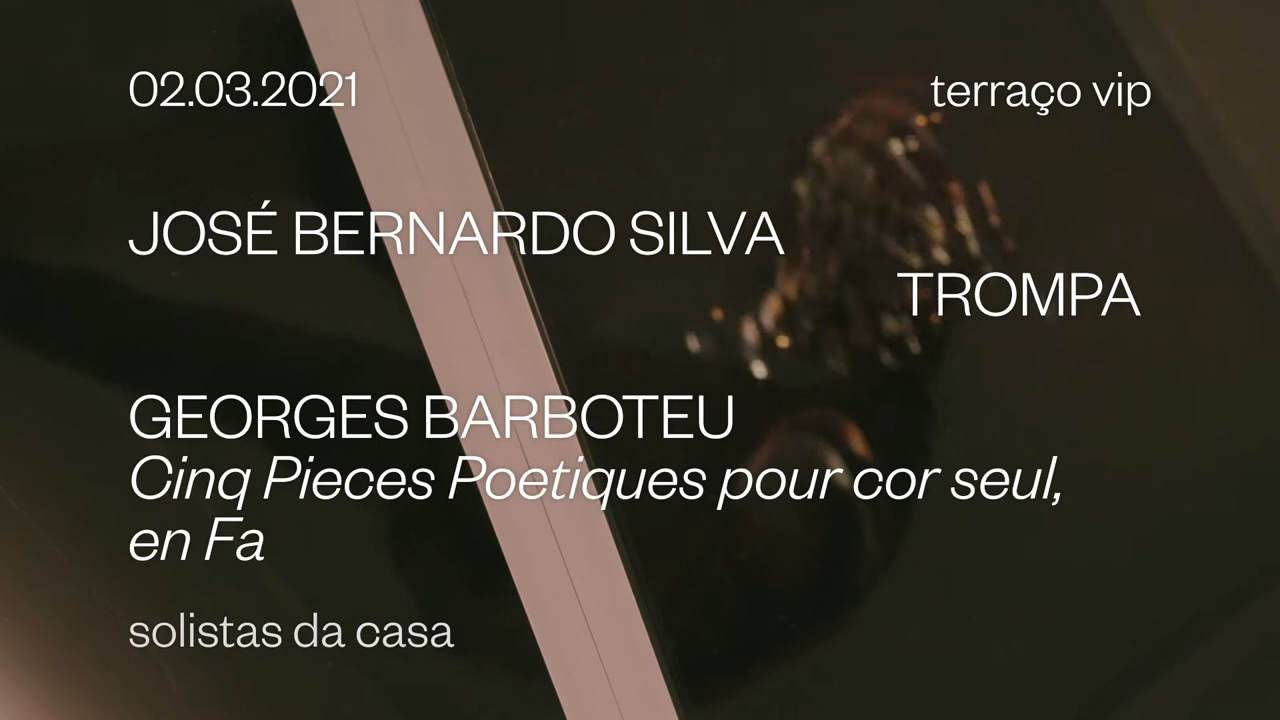 02.03.2021
terraço vip
JOSÉ BERNARDO SILVA
TROMPA
GEORGES BARBOTEU
Cinq Pieces Poetiques pour cor seul,
en Fa
solistas da casa